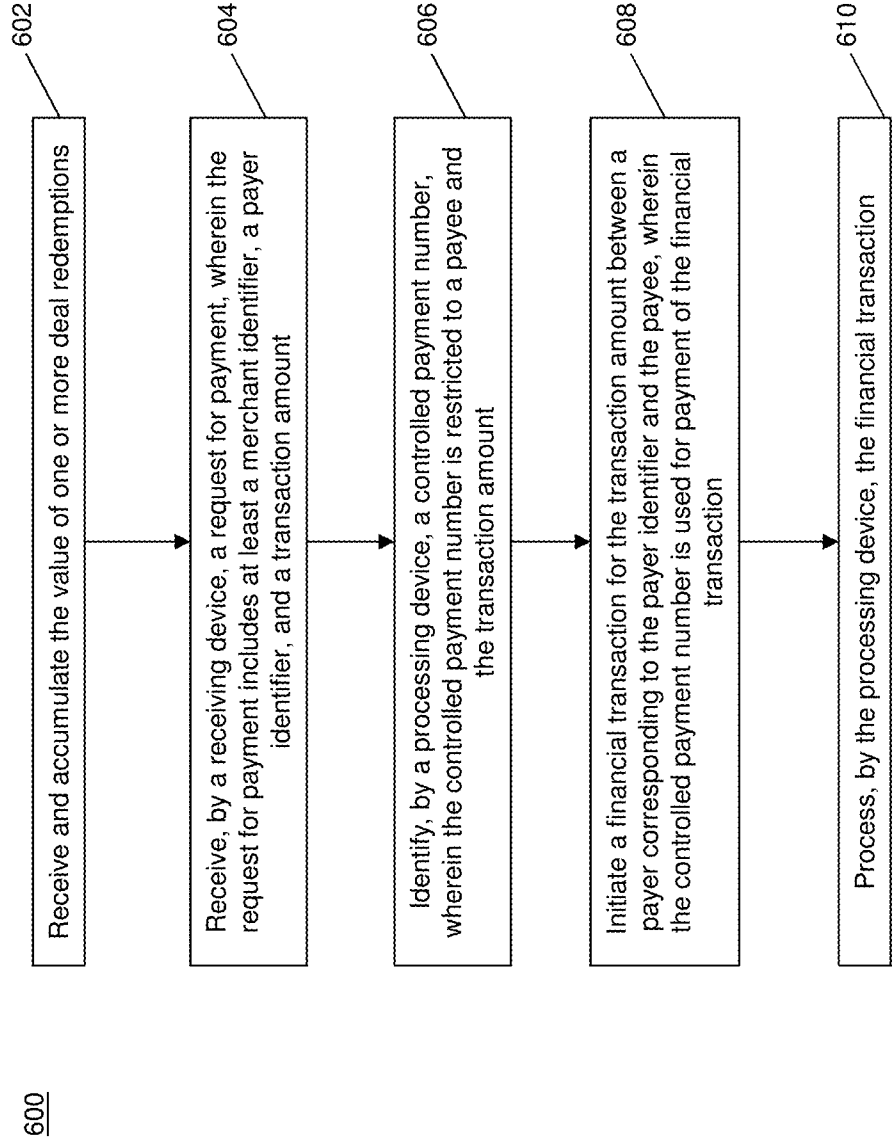 600
Receive and accumulate the value of one or more deal redemptions
602
Receive, by a receiving device, a request for payment, wherein the
request for payment includes at least a merchant identifier, a payer
identifier, and a transaction amount
604
Identify, by a processing device, a controlled payment number,
wherein the controlled payment number is restricted to a payee and
the transaction amount
606
Initiate a financial transaction for the transaction amount between a
payer corresponding to the payer identifier and the payee, wherein
the controlled payment number is used for payment of the financial
transaction
608
Process, by the processing device, the financial transaction
610